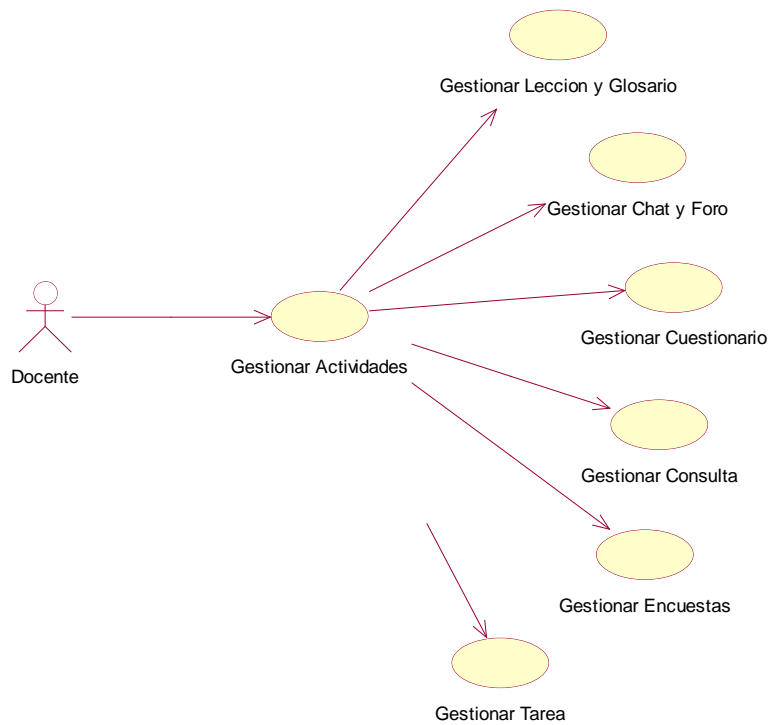 Gestionar Leccion y Glosario
Gestionar Chat y Foro
Gestionar Cuestionario
Gestionar Actividades
Docente
Gestionar Consulta
Gestionar Encuestas
Gestionar Tarea